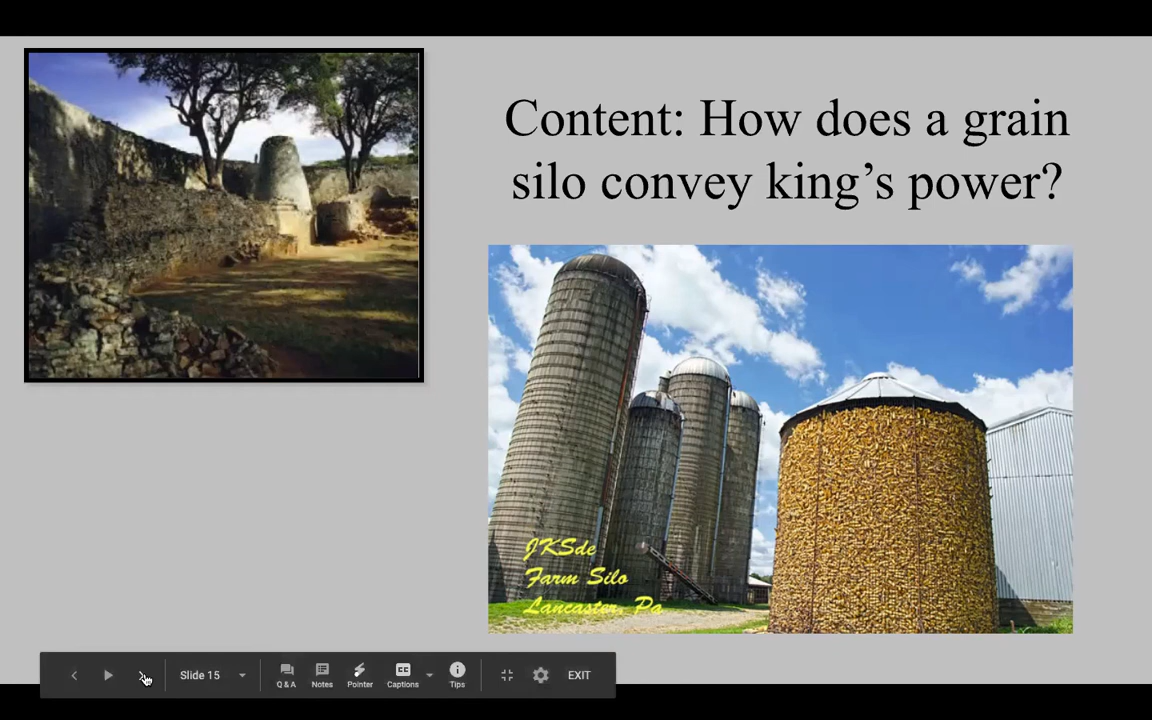 Content: How does a grain
silo convey king's power?
JKSde
Farm Silo
Lancaster, Pa
Slide 15
Q & A
Notes
Pointer
CC
Captions
Tips
EXIT